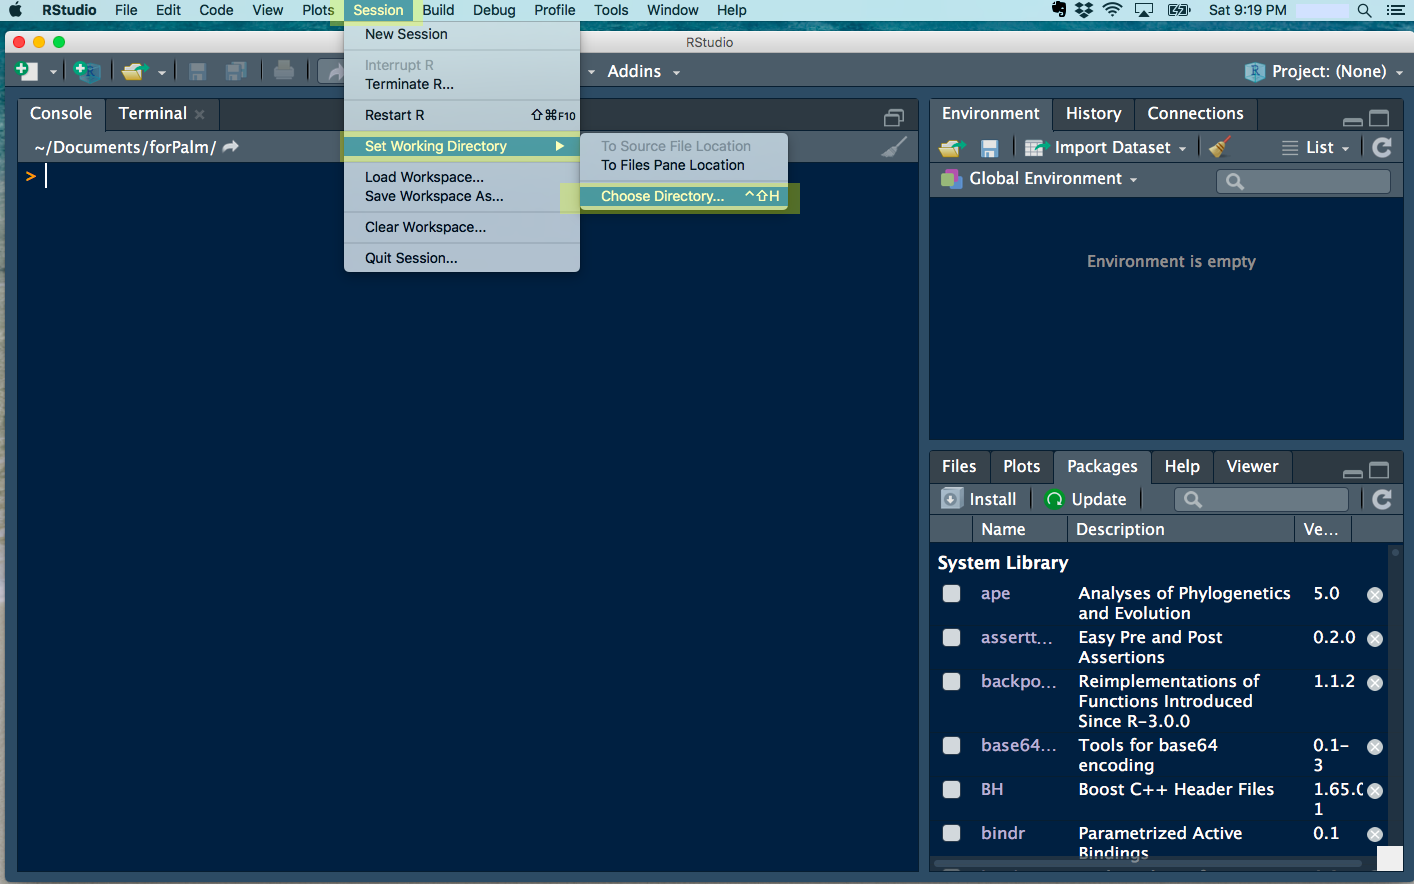 RStudio File Edit Code View Plots Session Build Debug Profile Tools Window Help Sat 9:19 PM
RStudio
Addins Project: (None)
New Session
Interrupt R
Terminate R...
Restart R ⇧⌘F10
Set Working Directory ▶
Load Workspace...
Save Workspace As...
Clear Workspace...
Quit Session...
To Source File Location
To Files Pane Location
Choose Directory... ^⇧H
Console Terminal
~/Documents/forPalm/
>
Environment History Connections
Import Dataset List
Global Environment
Environment is empty
Files Plots Packages Help Viewer
Install Update
Name Description Ve...
System Library
ape Analyses of Phylogenetics 5.0
and Evolution
assertt... Easy Pre and Post 0.2.0
Assertions
backpo... Reimplementations of 1.1.2
Functions Introduced
Since R-3.0.0
base64... Tools for base64 0.1-
encoding 3
BH Boost C++ Header Files 1.65.0
1
bindr Parametrized Active 0.1
Bindings